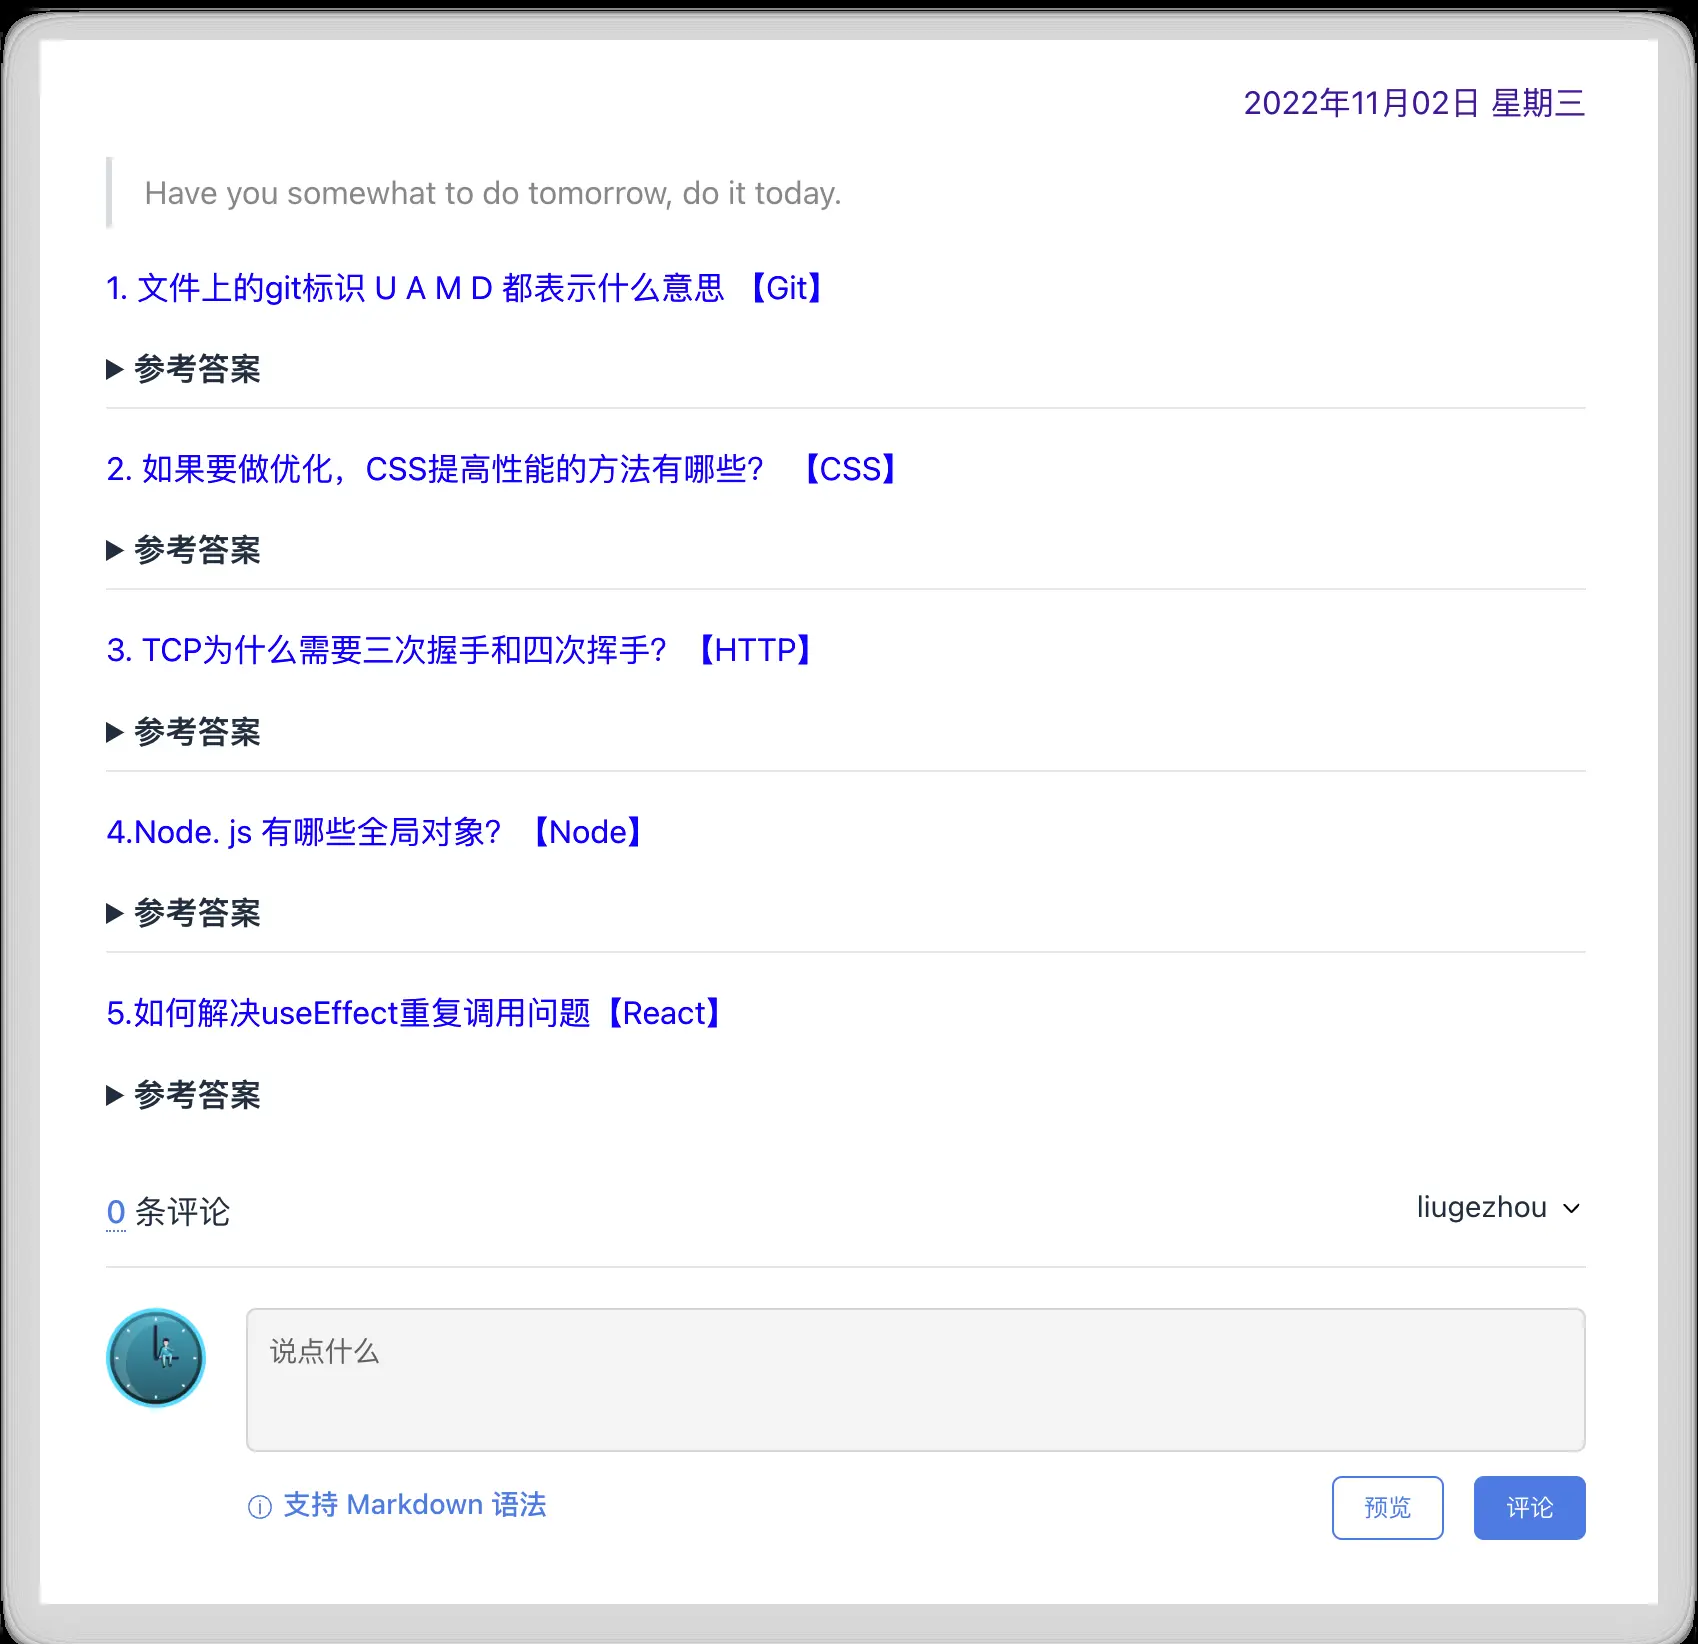 2022年11月02日 星期三
Have you somewhat to do tomorrow, do it today.
1. 文件上的git标识 U A M D 都表示什么意思 【Git】
▶ 参考答案
2. 如果要做优化，CSS提高性能的方法有哪些？ 【CSS】
▶ 参考答案
3. TCP为什么需要三次握手和四次挥手？ 【HTTP】
▶ 参考答案
4.Node. js 有哪些全局对象？ 【Node】
▶ 参考答案
5.如何解决useEffect重复调用问题【React】
▶ 参考答案
0 条评论
liugezhou
说点什么
支持 Markdown 语法
预览
评论